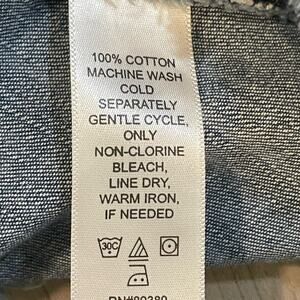 100% COTTON
MACHINE WASH
COLD
SEPARATELY
GENTLE CYCLE,
ONLY
NON-CLORINE
BLEACH,
LINE DRY,
WARM IRON,
IF NEEDED
30C